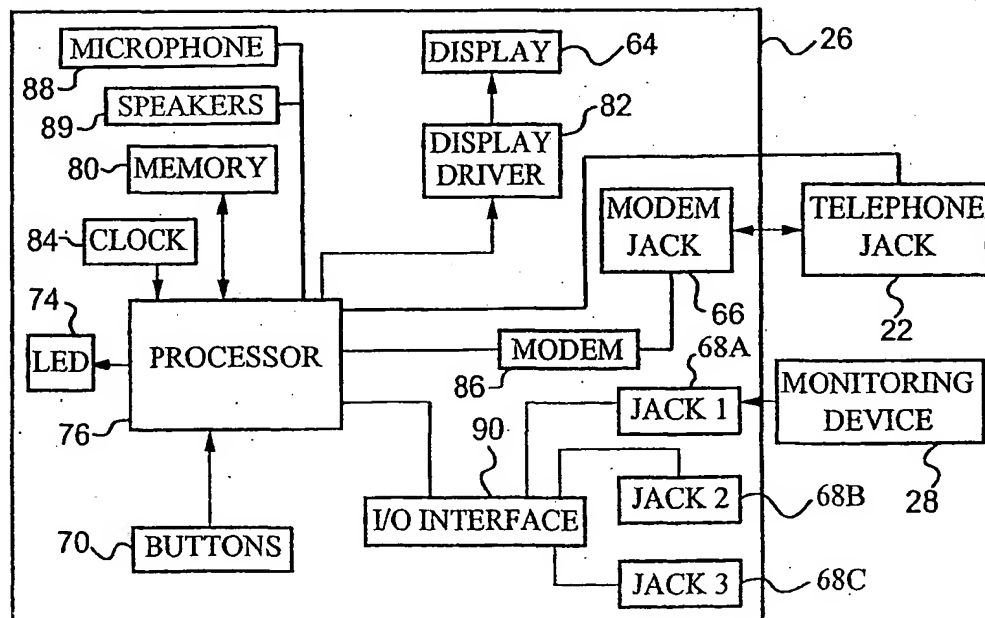 MICROPHONE
88
SPEAKERS
89
80
MEMORY
84
CLOCK
74
LED
PROCESSOR
76
70
BUTTONS
DISPLAY
64
82
DISPLAY
DRIVER
26
MODEM
JACK
66
TELEPHONE
JACK
22
MODEM
86
68A
JACK 1
MONITORING
DEVICE
28
90
I/O INTERFACE
JACK 2
68B
JACK 3
68C